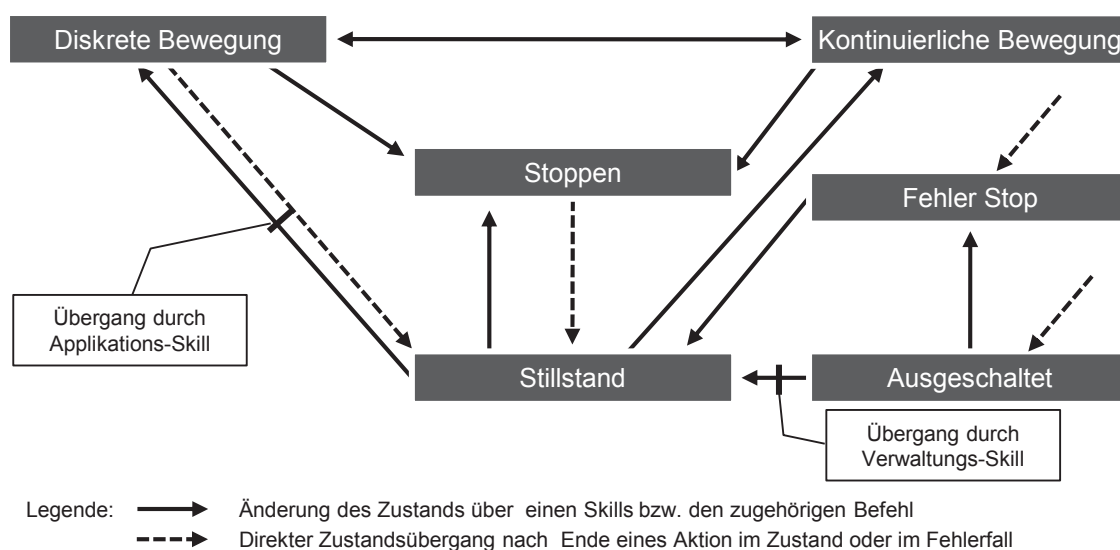 Diskrete Bewegung
Kontinuierliche Bewegung
Stoppen
Fehler Stop
Übergang durch
Applikations-Skill
Stillstand
Ausgeschaltet
Übergang durch
Verwaltungs-Skill
Legende:
Änderung des Zustands über einen Skills bzw. den zugehörigen Befehl
Direkter Zustandsübergang nach Ende eines Aktion im Zustand oder im Fehlerfall